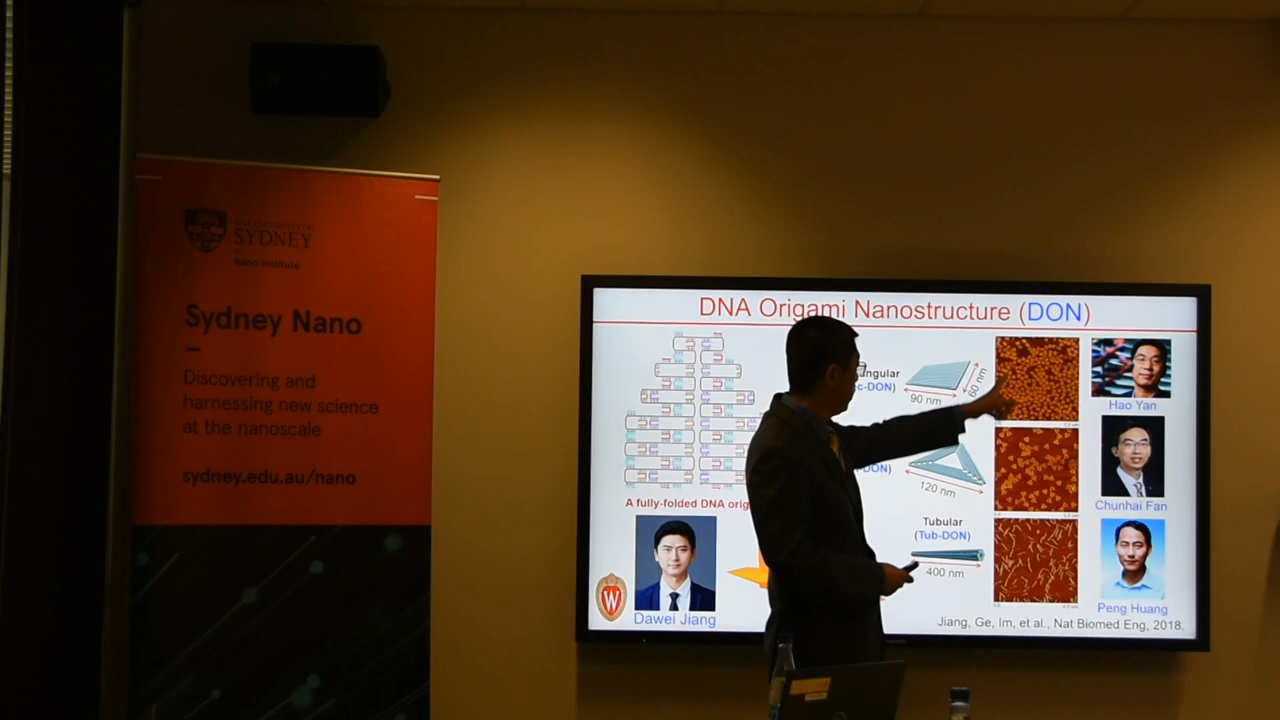 THE UNIVERSITY OF
SYDNEY
Nano Institute
Sydney Nano
Discovering and
harnessing new science
at the nanoscale
sydney.edu.au/nano
DNA Origami Nanostructure (DON)
90 nm
60 nm
120 nm
A fully-folded DNA
Tubular
(Tub-DON)
400 nm
W
Dawei Jiang
Hao Yan
Chunhai Fan
Peng Huang
Jiang, Ge, Im, et al., Nat Biomed Eng, 2018.